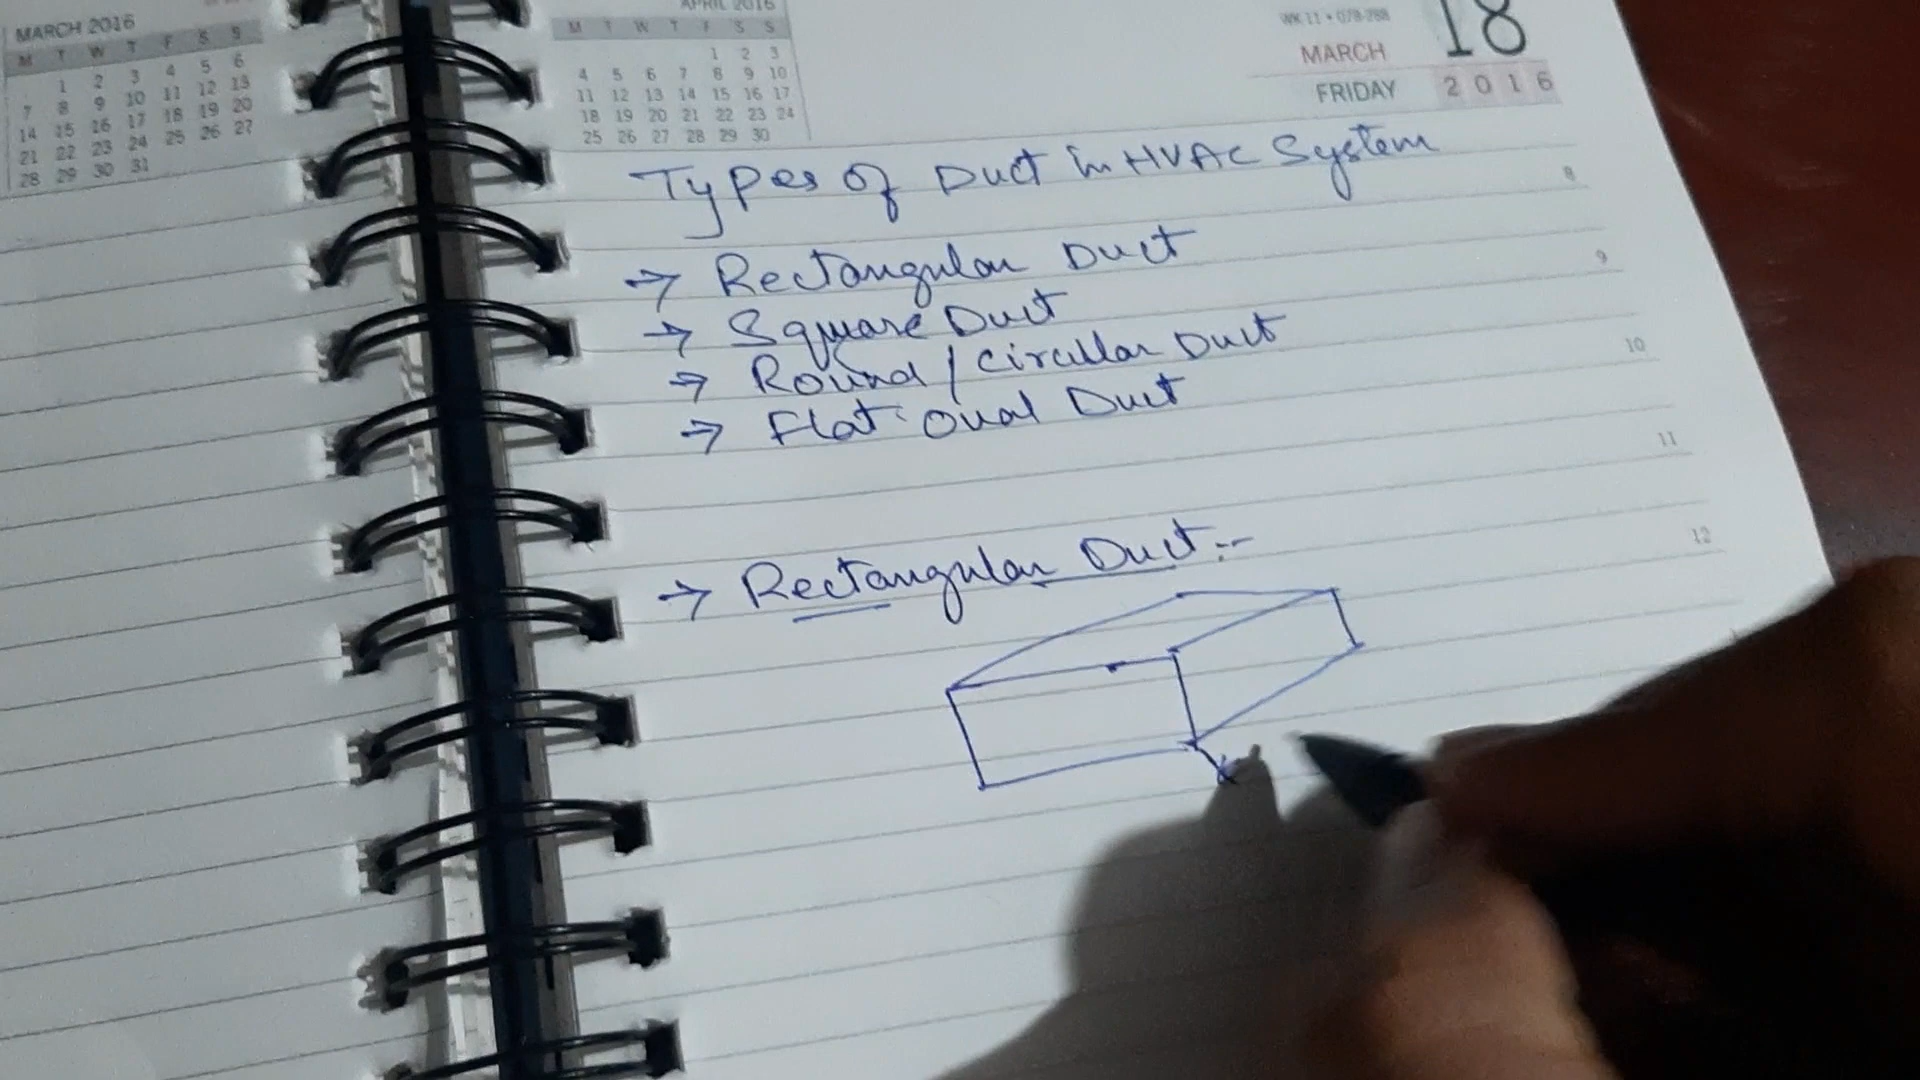 MARCH 2016
M T W T F S S
1 2 3 4 5 6
7 8 9 10 11 12 13
14 15 16 17 18 19 20
21 22 23 24 25 26 27
28 29 30 31
APRIL 2016
M T W T F S S
1 2 3
4 5 6 7 8 9 10
11 12 13 14 15 16 17
18 19 20 21 22 23 24
25 26 27 28 29 30
18
MARCH
FRIDAY 2016
Types of Duct in HVAC System
8
→ Rectangular Duct
9
→ Square Duct
→ Round / Circular Duct
10
→ Flat oval Duct
11
→ Rectangular Duct:-
12